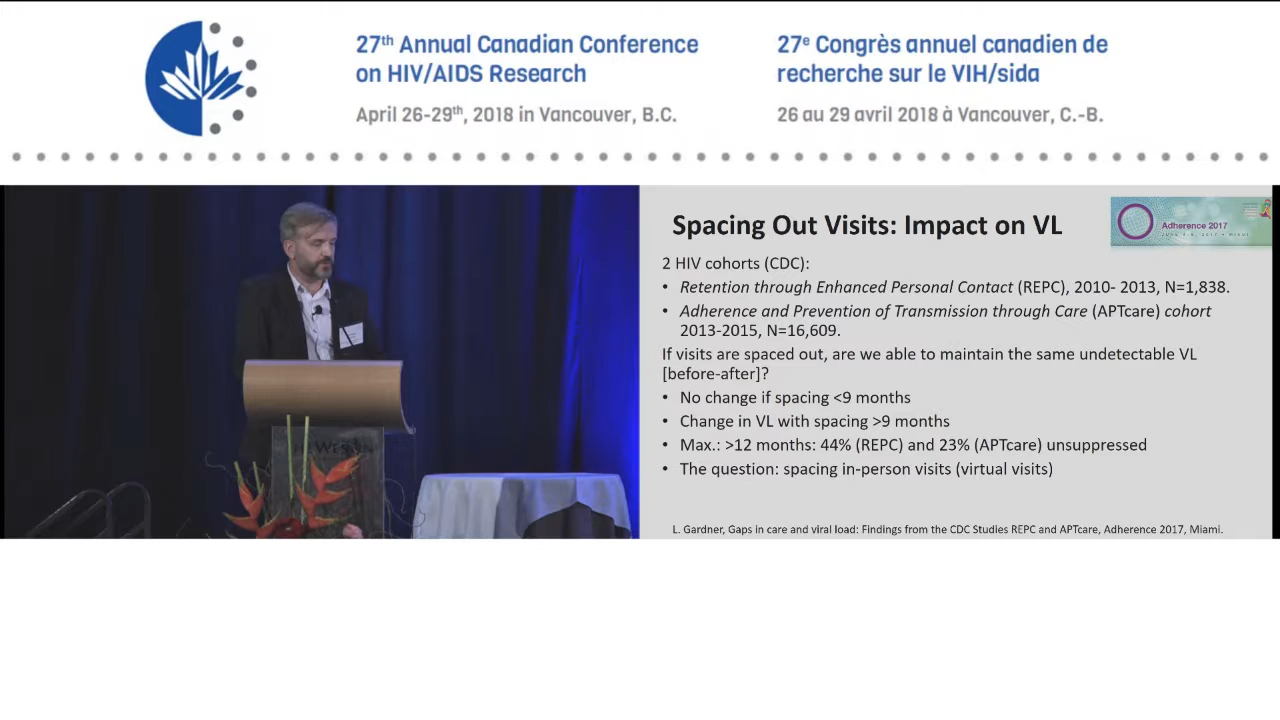 27th Annual Canadian Conference
on HIV/AIDS Research
April 26-29th, 2018 in Vancouver, B.C.
27e Congrès annuel canadien de
recherche sur le VIH/sida
26 au 29 avril 2018 à Vancouver, C.-B.
Spacing Out Visits: Impact on VL
Adherence 2017
2 HIV cohorts (CDC):
• Retention through Enhanced Personal Contact (REPC), 2010- 2013, N=1,838.
• Adherence and Prevention of Transmission through Care (APTcare) cohort
2013-2015, N=16,609.
If visits are spaced out, are we able to maintain the same undetectable VL
[before-after]?
• No change if spacing <9 months
• Change in VL with spacing >9 months
• Max.: >12 months: 44% (REPC) and 23% (APTcare) unsuppressed
• The question: spacing in-person visits (virtual visits)
L. Gardner, Gaps in care and viral load: Findings from the CDC Studies REPC and APTcare, Adherence 2017, Miami.